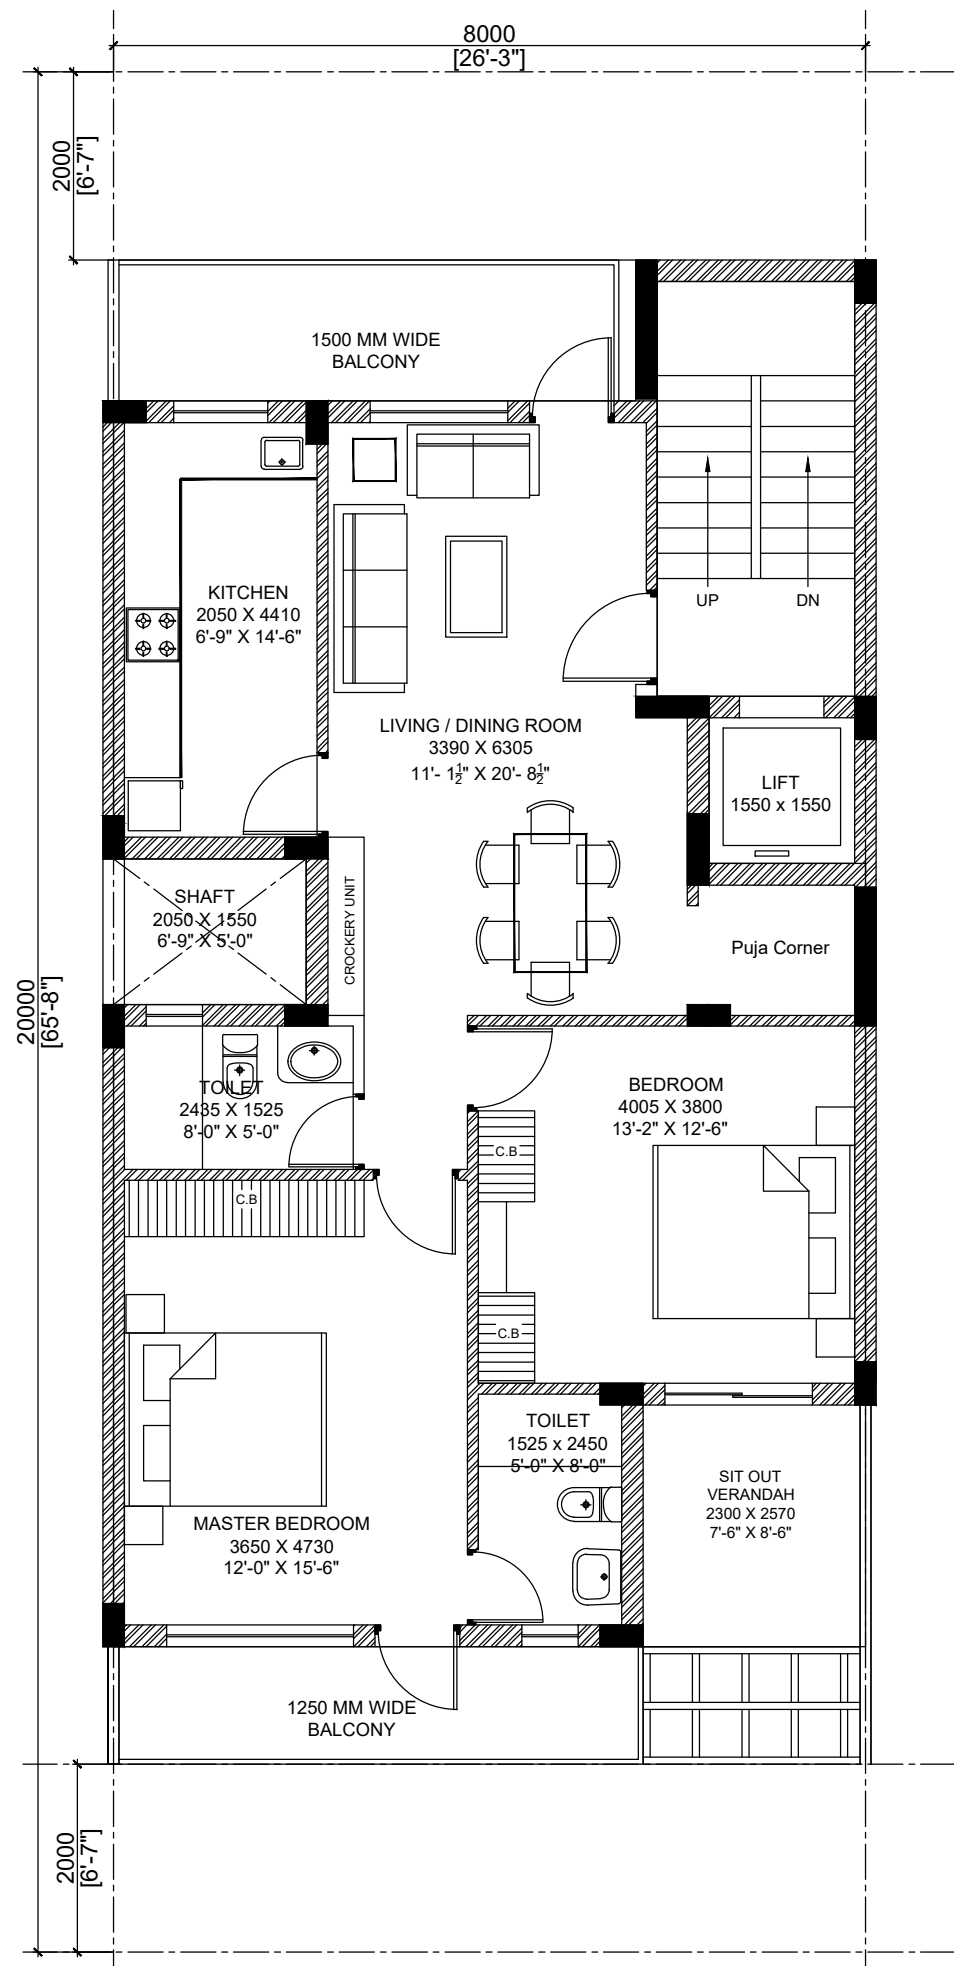 8000
[26'-3"]
2000
[6'-7"]
1500 MM WIDE
BALCONY
KITCHEN
2050 X 4410
6'-9" X 14'-6"
UP
DN
LIVING / DINING ROOM
3390 X 6305
11'- 1½" X 20'- 8½"
LIFT
1550 x 1550
SHAFT
2050 X 1550
6'-9" X 5'-0"
CROCKERY UNIT
Puja Corner
20000
[65'-8"]
TOILET
2435 X 1525
8'-0" X 5'-0"
BEDROOM
4005 X 3800
13'-2" X 12'-6"
C.B
C.B
C.B
TOILET
1525 x 2450
5'-0" X 8'-0"
SIT OUT
VERANDAH
2300 X 2570
7'-6" X 8'-6"
MASTER BEDROOM
3650 X 4730
12'-0" X 15'-6"
1250 MM WIDE
BALCONY
2000
[6'-7"]